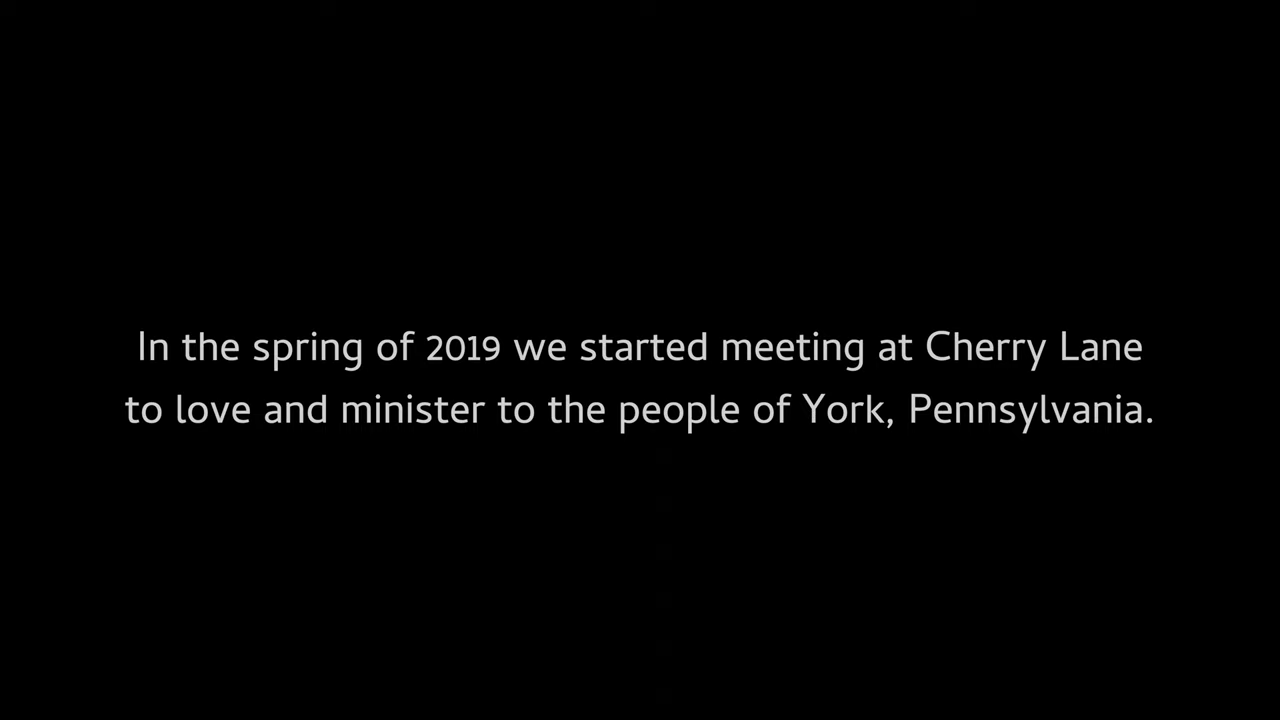 In the spring of 2019 we started meeting at Cherry Lane
to love and minister to the people of York, Pennsylvania.